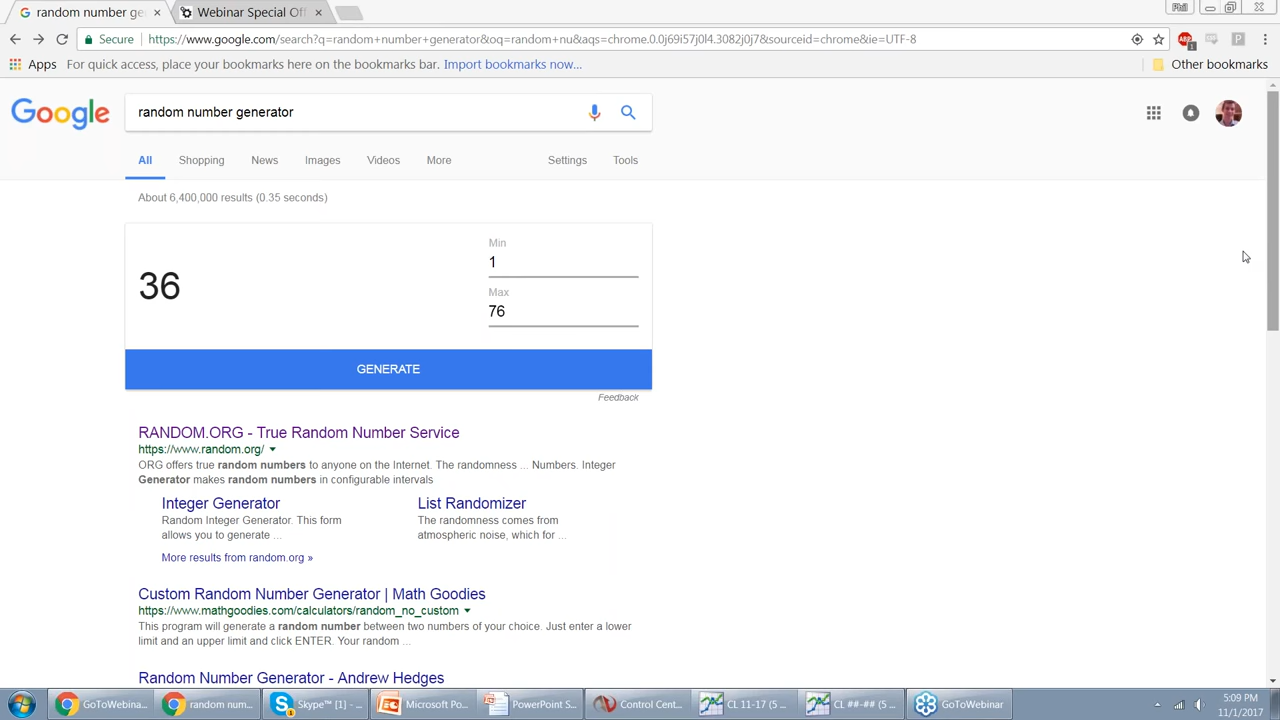 random number ge
Webinar Special Of
Phil
Secure
https://www.google.com/search?q=random+number+generator&oq=random+nu&aqs=chrome.0.0j69i57j0l4.3082j0j7&sourceid=chrome&ie=UTF-8
ABP
1
P
Apps
For quick access, place your bookmarks here on the bookmarks bar. Import bookmarks now...
Other bookmarks
Google
random number generator
All Shopping News Images Videos More Settings Tools
About 6,400,000 results (0.35 seconds)
Min
1
36
Max
76
GENERATE
Feedback
RANDOM.ORG - True Random Number Service
https://www.random.org/
ORG offers true random numbers to anyone on the Internet. The randomness ... Numbers. Integer
Generator makes random numbers in configurable intervals
Integer Generator
Random Integer Generator. This form
allows you to generate ...
List Randomizer
The randomness comes from
atmospheric noise, which for ...
More results from random.org »
Custom Random Number Generator | Math Goodies
https://www.mathgoodies.com/calculators/random_no_custom
This program will generate a random number between two numbers of your choice. Just enter a lower
limit and an upper limit and click ENTER. Your random ...
Random Number Generator - Andrew Hedges
GoToWebina...
random num...
Skype™ [1] - ...
Microsoft Po...
PowerPoint S...
Control Cent...
CL 11-17 (5 ...
CL ##-## (5 ...
GoToWebinar
5:09 PM
11/1/2017